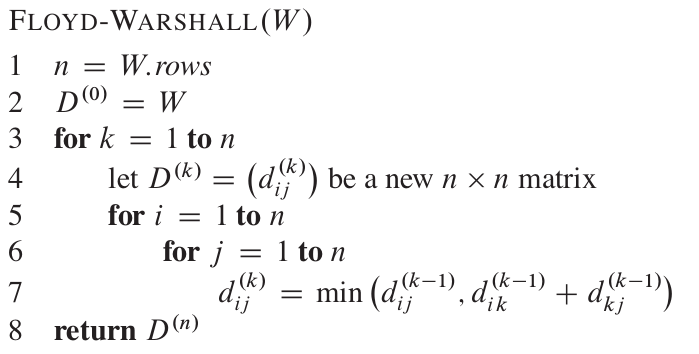 FLOYD-WARSHALL(W)
1 n = W.rows
2 D^(0) = W
3 for k = 1 to n
4 let D^(k) = (d_ij^(k)) be a new n × n matrix
5 for i = 1 to n
6 for j = 1 to n
7 d_ij^(k) = min (d_ij^(k−1), d_ik^(k−1) + d_kj^(k−1))
8 return D^(n)